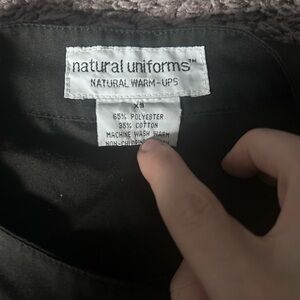 natural uniforms™
NATURAL WARM-UPS
XS
65% POLYESTER
35% COTTON
MACHINE WASH WARM